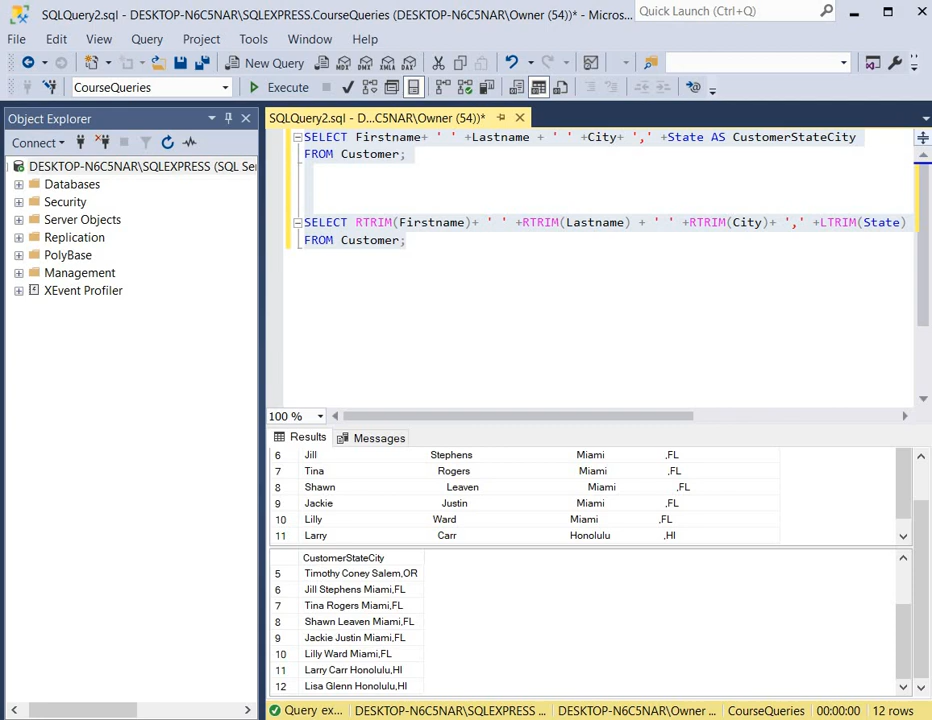 SQLQuery2.sql - DESKTOP-N6C5NAR\SQLEXPRESS.CourseQueries (DESKTOP-N6C5NAR\Owner (54))* - Micros...
Quick Launch (Ctrl+Q)
File Edit View Query Project Tools Window Help
New Query
MDX DMX XMLA DAX
CourseQueries
Execute
Object Explorer
SQLQuery2.sql - D...C5NAR\Owner (54))*
Connect
DESKTOP-N6C5NAR\SQLEXPRESS (SQL Se
Databases
Security
Server Objects
Replication
PolyBase
Management
XEvent Profiler
SELECT Firstname+ ' ' +Lastname + ' ' +City+ ',' +State AS CustomerStateCity
FROM Customer;
SELECT RTRIM(Firstname)+ ' ' +RTRIM(Lastname) + ' ' +RTRIM(City)+ ',' +LTRIM(State)
FROM Customer;
100 %
Results Messages
6 Jill Stephens Miami ,FL
7 Tina Rogers Miami ,FL
8 Shawn Leaven Miami ,FL
9 Jackie Justin Miami ,FL
10 Lilly Ward Miami ,FL
11 Larry Carr Honolulu ,HI
CustomerStateCity
5 Timothy Coney Salem,OR
6 Jill Stephens Miami,FL
7 Tina Rogers Miami,FL
8 Shawn Leaven Miami,FL
9 Jackie Justin Miami,FL
10 Lilly Ward Miami,FL
11 Larry Carr Honolulu,HI
12 Lisa Glenn Honolulu,HI
Query ex... DESKTOP-N6C5NAR\SQLEXPRESS ... DESKTOP-N6C5NAR\Owner ... CourseQueries 00:00:00 12 rows